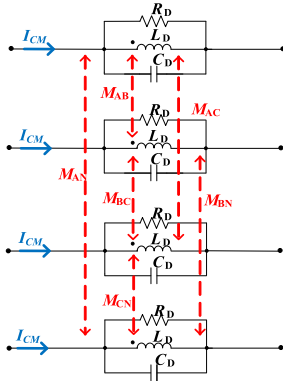 R_D
I_CM L_D
C_D
M_AB M_AC
R_D
I_CM L_D
M_AN C_D
M_BC M_BN
R_D
I_CM L_D
C_D
M_CN
R_D
I_CM L_D
C_D